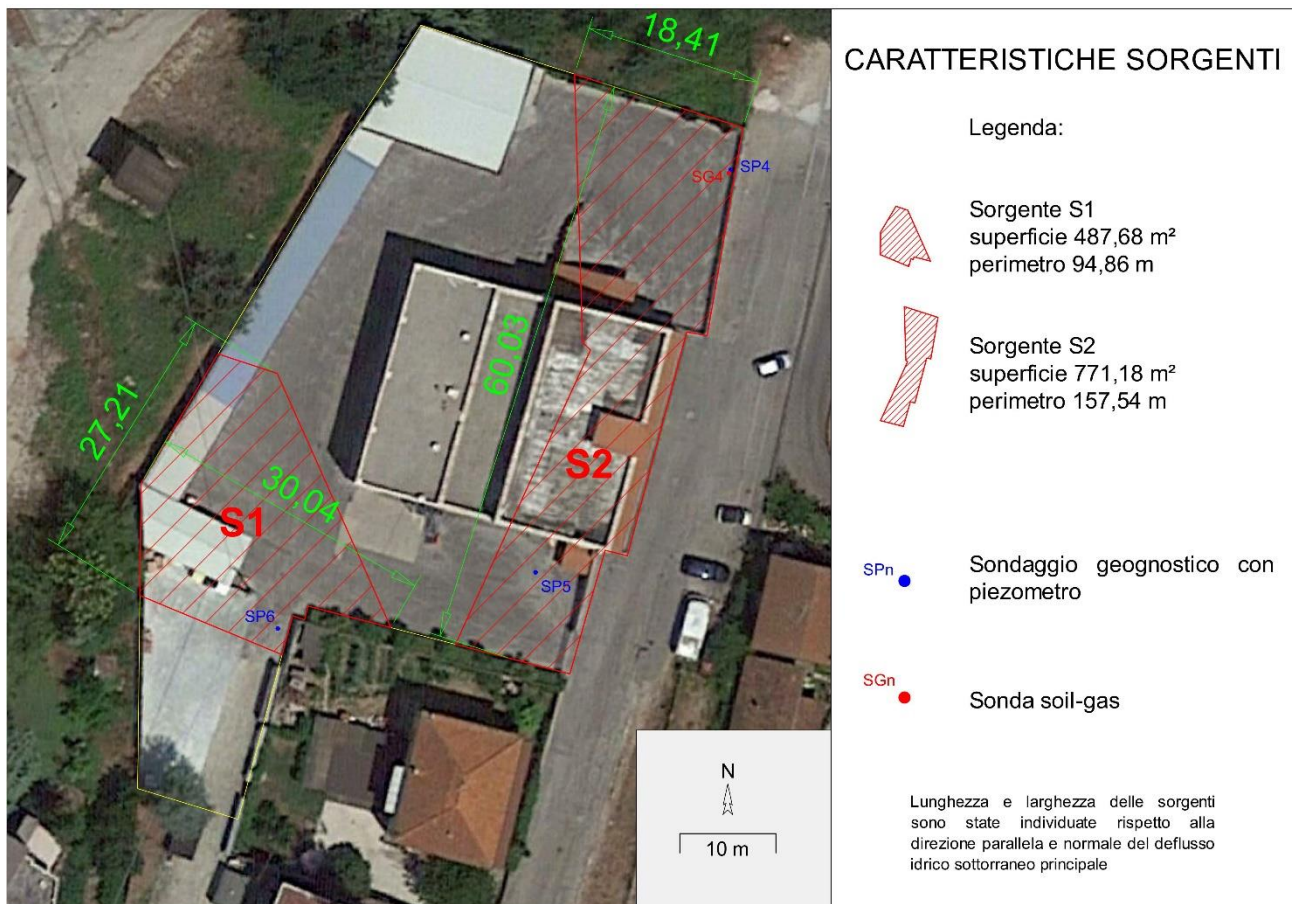 18,41
CARATTERISTICHE SORGENTI
Legenda:
SG4
SP4
Sorgente S1
superficie 487,68 m²
perimetro 94,86 m
60,03
Sorgente S2
superficie 771,18 m²
perimetro 157,54 m
27,21
30,04
S1
S2
SP5
SP6
SPn
Sondaggio geognostico con
piezometro
SGn
Sonda soil-gas
N
10 m
Lunghezza e larghezza delle sorgenti
sono state individuate rispetto alla
direzione parallela e normale del deflusso
idrico sottorraneo principale